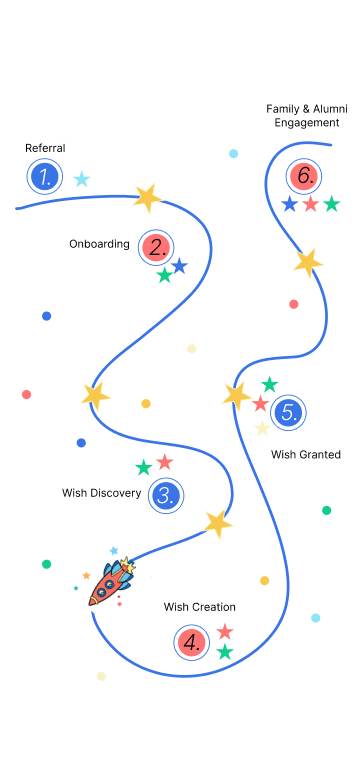 Referral
1.
Onboarding
2.
Wish Discovery
3.
Wish Creation
4.
5.
Wish Granted
Family & Alumni
Engagement
6.